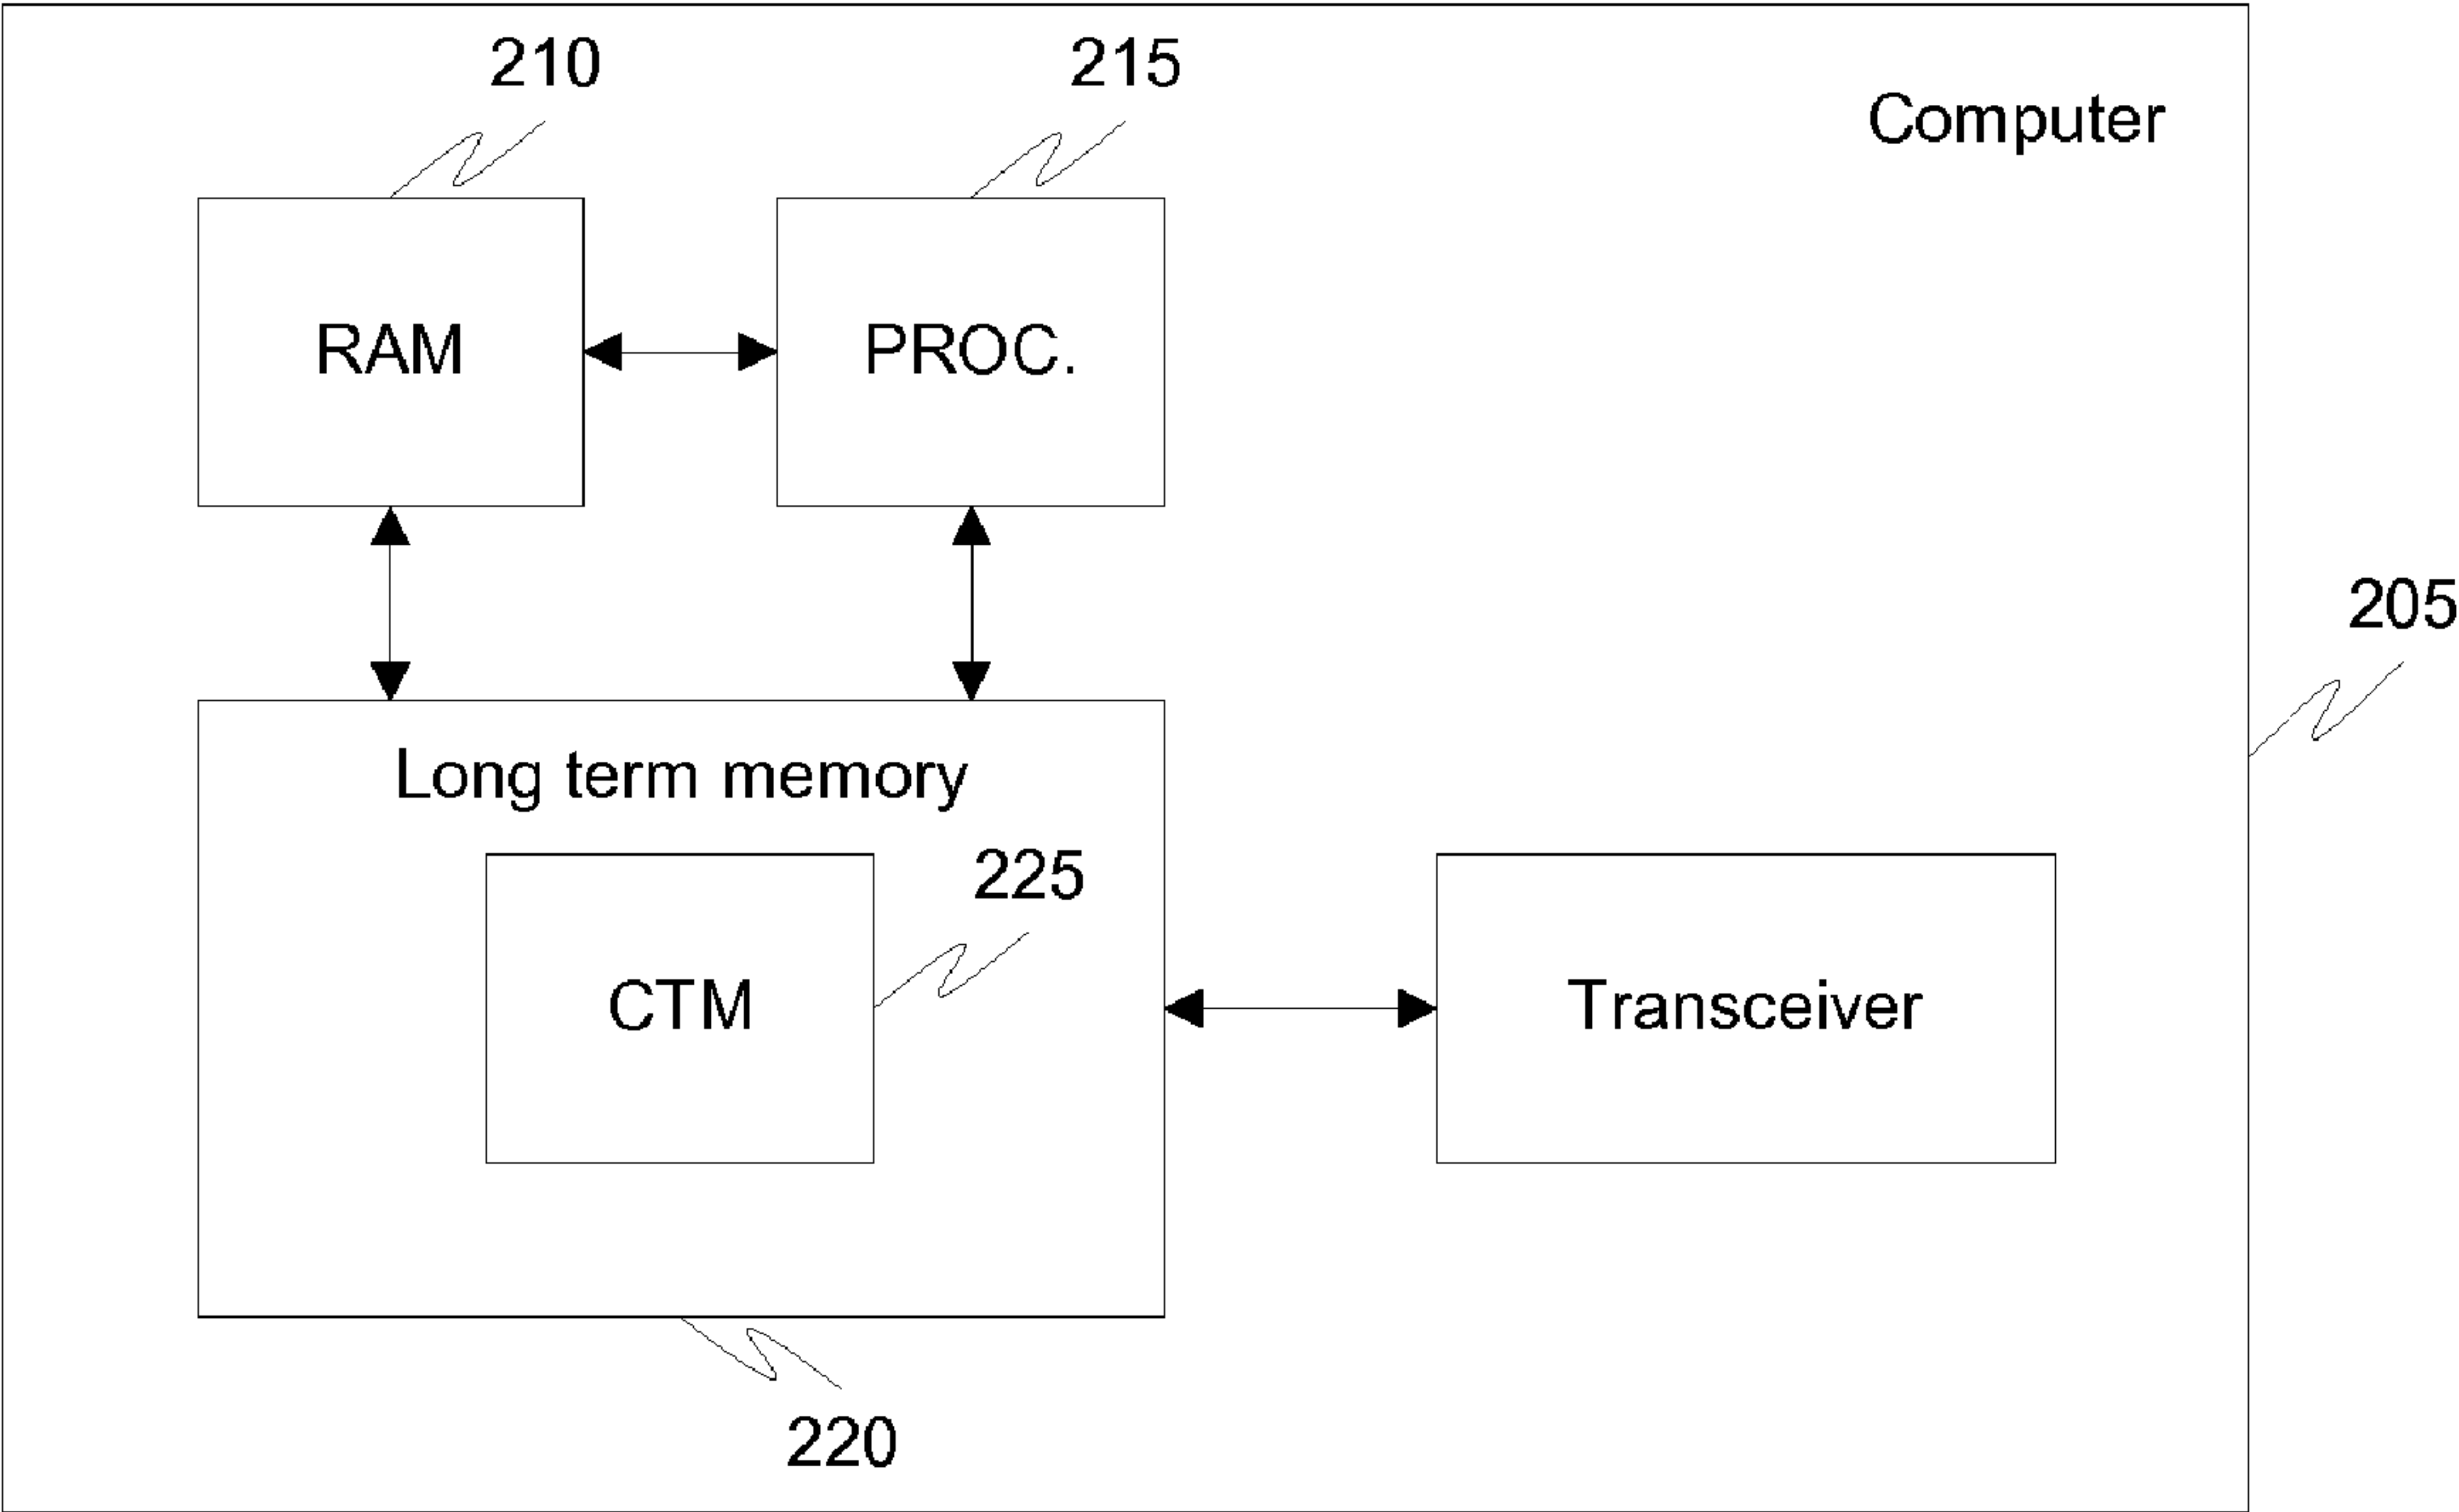 210
215
Computer
RAM
PROC.
205
Long term memory
225
CTM
Transceiver
220